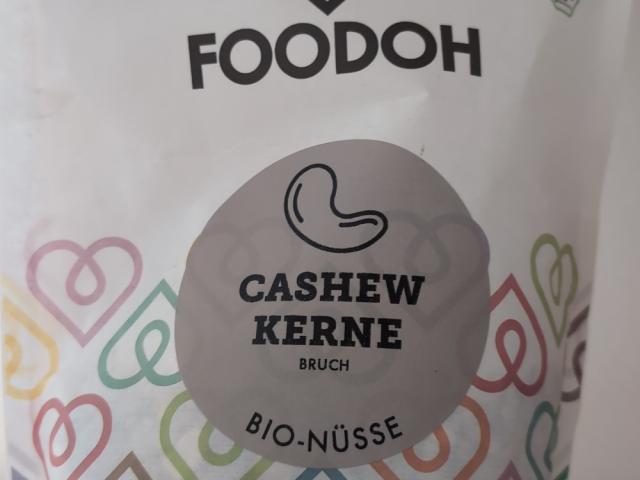 FOODOH
CASHEW
KERNE
BRUCH
BIO-NÜSSE